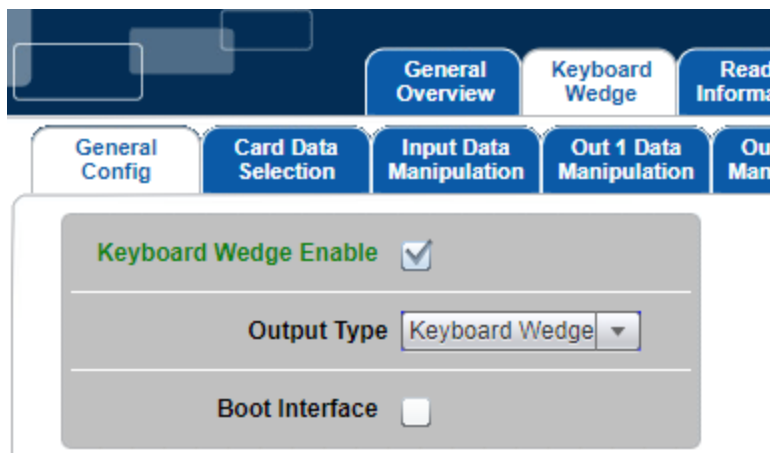 General
Overview
Keyboard
Wedge
General
Config
Card Data
Selection
Input Data
Manipulation
Out 1 Data
Manipulation
Keyboard Wedge Enable
Output Type
Keyboard Wedge
Boot Interface